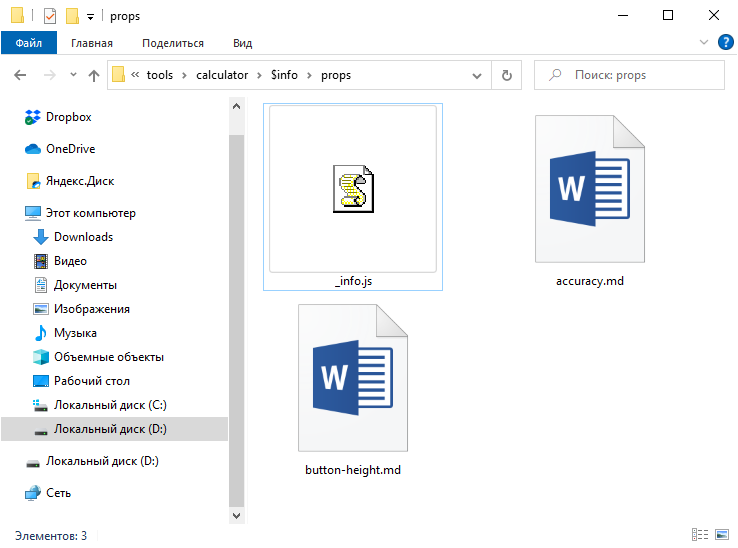 props
Файл Главная Поделиться Вид
« tools calculator $info props Поиск: props
Dropbox
OneDrive
Яндекс.Диск
Этот компьютер
Downloads
Видео
Документы
Изображения
Музыка
Объемные объекты
Рабочий стол
Локальный диск (C:)
Локальный диск (D:)
Локальный диск (D:)
Сеть
S
_info.js
W
accuracy.md
W
button-height.md
Элементов: 3